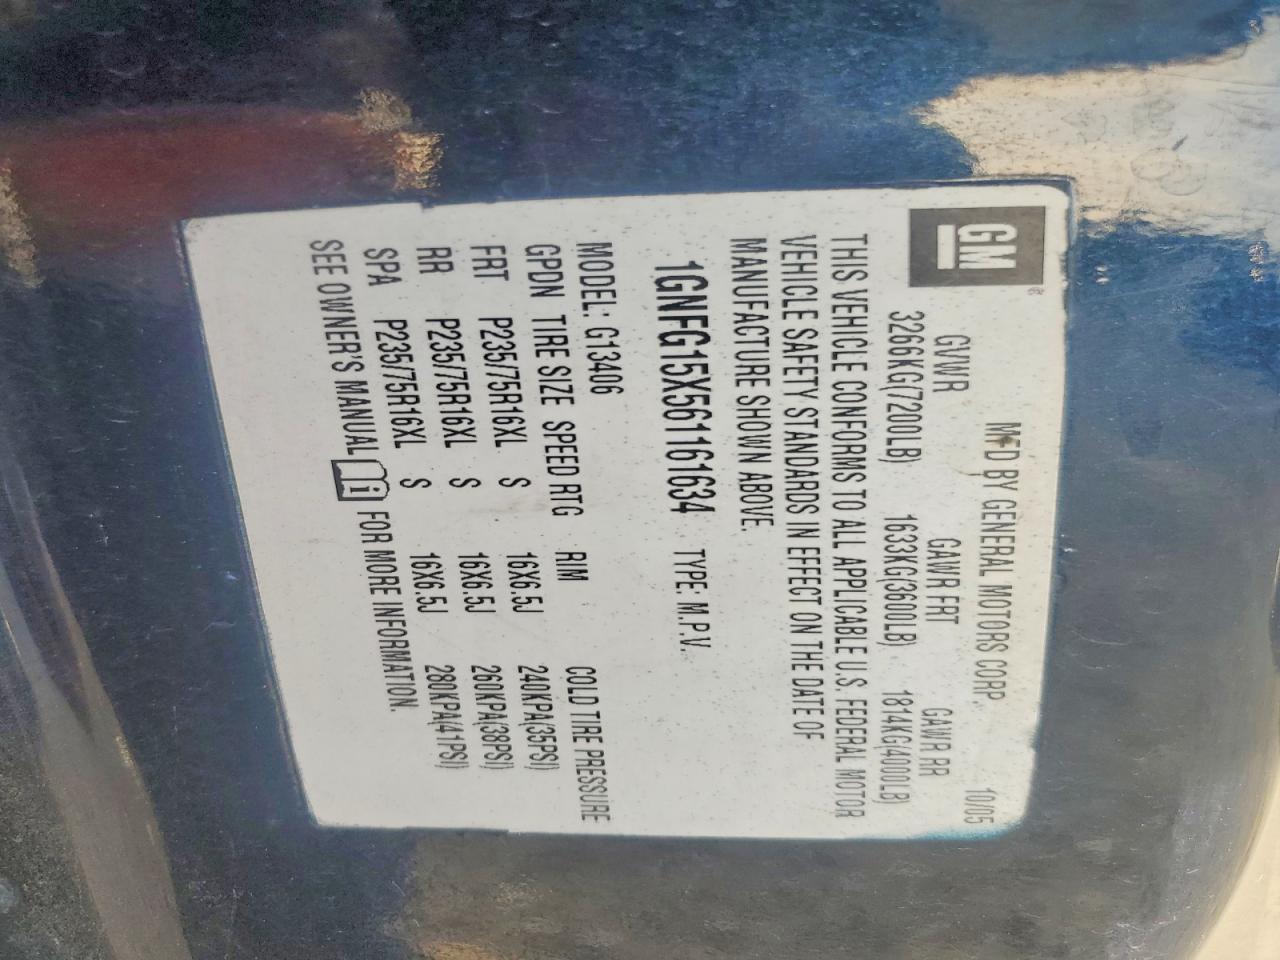 GM
MFD BY GENERAL MOTORS CORP 10/05
GVWR GAWR FRT GAWR RR
3266KG(7200LB) 1633KG(3600LB) 1814KG(4000LB)
THIS VEHICLE CONFORMS TO ALL APPLICABLE U.S. FEDERAL MOTOR
VEHICLE SAFETY STANDARDS IN EFFECT ON THE DATE OF
MANUFACTURE SHOWN ABOVE.
1GNFG15X561161634 TYPE: M.P.V.
MODEL: G13406
GPDN TIRE SIZE SPEED RTG RIM COLD TIRE PRESSURE
FRT P235/75R16XL S 16X6.5J 240KPA(35PSI)
RR P235/75R16XL S 16X6.5J 260KPA(38PSI)
SPA P235/75R16XL S 16X6.5J 280KPA(41PSI)
SEE OWNER'S MANUAL i FOR MORE INFORMATION.